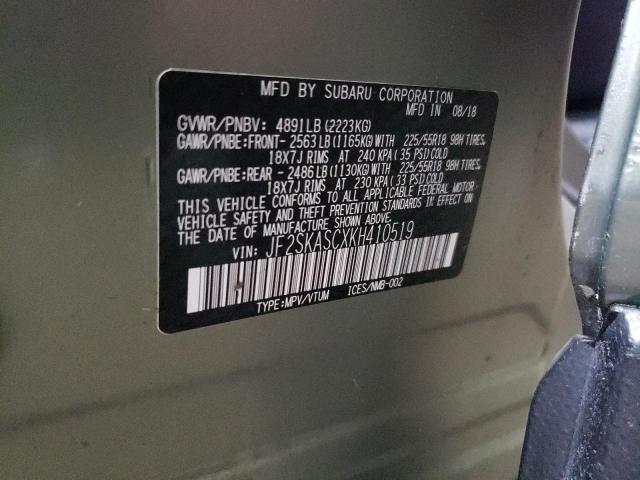 MFD BY SUBARU CORPORATION
MFD IN 08/18
GVWR/PNBV: 4891LB(2223KG)
GAWR/PNBE:FRONT- 2563LB(1165KG)WITH 225/55R18 98H TIRES,
18X7J RIMS AT 240 KPA(35 PSI)COLD
GAWR/PNBE:REAR - 2486LB(1130KG)WITH 225/55R18 98H TIRES,
18X7J RIMS AT 230 KPA(33 PSI)COLD
THIS VEHICLE CONFORMS TO ALL APPLICABLE FEDERAL MOTOR
VEHICLE SAFETY, BUMPER, AND THEFT PREVENTION STANDARDS IN EFFECT ON
THE DATE OF MANUFACTURE SHOWN ABOVE.
VIN: JF2SKASCXKH410519
TYPE:MPV/VTUM ICES/NMB-002